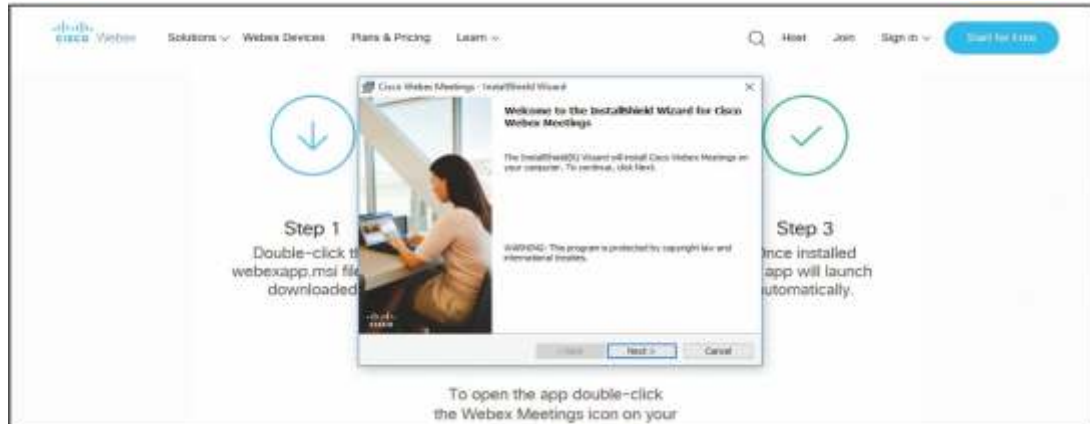 cisco Webex
Solutions Webex Devices Plans & Pricing Learn
Host Join Sign in Start for Free
Cisco Webex Meetings - InstallShield Wizard
Welcome to the InstallShield Wizard for Cisco
Webex Meetings
The InstallShield(R) Wizard will install Cisco Webex Meetings on
your computer. To continue, click Next.
WARNING: This program is protected by copyright law and
international treaties.
cisco
< Back Next > Cancel
Step 1
Double-click t
webexapp.msi file
downloaded
Step 3
Once installed
app will launch
utomatically.
To open the app double-click
the Webex Meetings icon on your